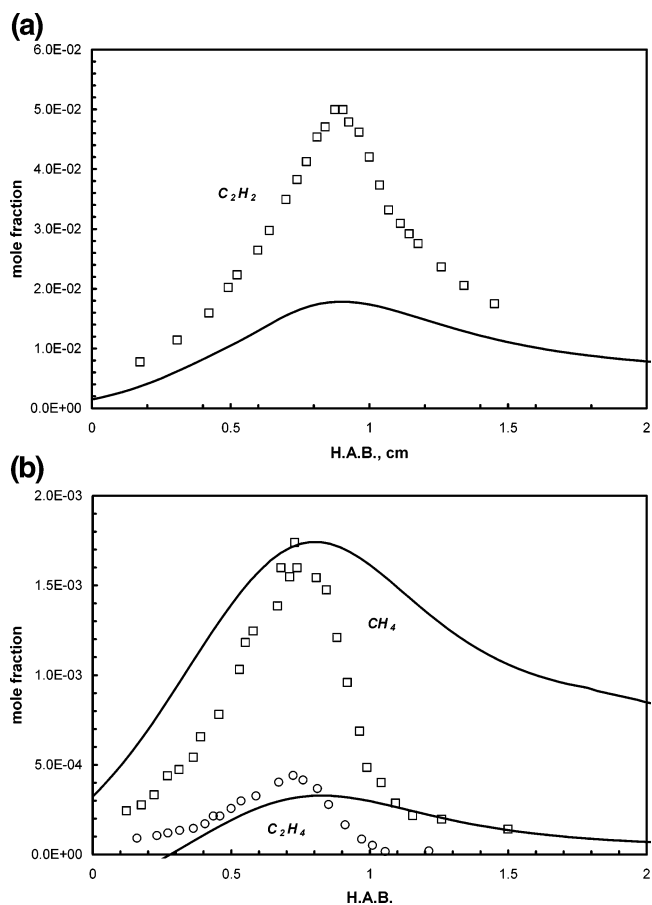 (a)
6.0E-02
5.0E-02
4.0E-02
3.0E-02
2.0E-02
1.0E-02
0.0E+00
mole fraction
C₂H₂
0 0.5 1 1.5 2
H.A.B., cm
(b)
2.0E-03
1.5E-03
1.0E-03
5.0E-04
0.0E+00
mole fraction
CH₄
C₂H₄
0 0.5 1 1.5 2
H.A.B.